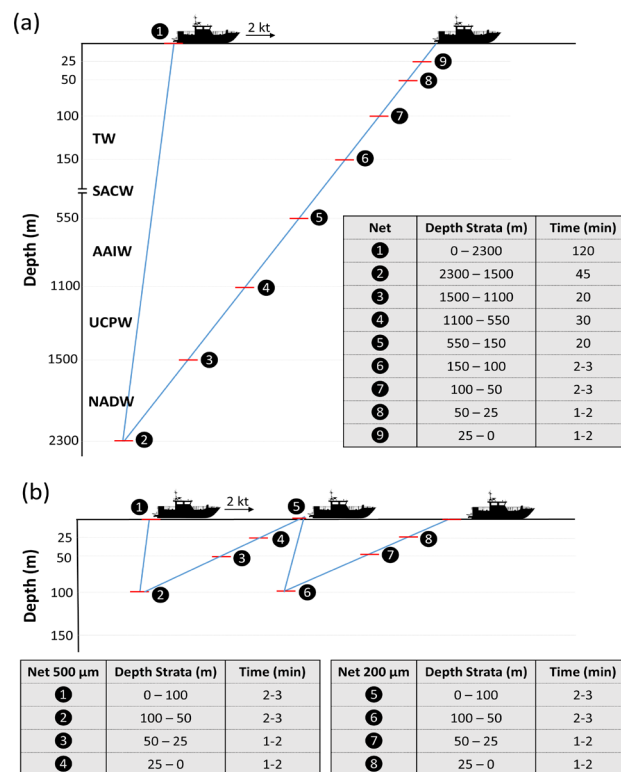 (a)
1
2 kt
25
9
50
8
100
7
TW
150
6
SACW
550
5
Depth (m)
AAIW
1100
4
UCPW
1500
3
NADW
2300
2
Net Depth Strata (m) Time (min)
1 0 – 2300 120
2 2300 – 1500 45
3 1500 – 1100 20
4 1100 – 550 30
5 550 – 150 20
6 150 – 100 2-3
7 100 – 50 2-3
8 50 – 25 1-2
9 25 – 0 1-2
(b)
1
2 kt
5
25
4
8
50
3
7
100
2
6
150
Depth (m)
Net 500 µm Depth Strata (m) Time (min)
1 0 – 100 2-3
2 100 – 50 2-3
3 50 – 25 1-2
4 25 – 0 1-2
Net 200 µm Depth Strata (m) Time (min)
5 0 – 100 2-3
6 100 – 50 2-3
7 50 – 25 1-2
8 25 – 0 1-2